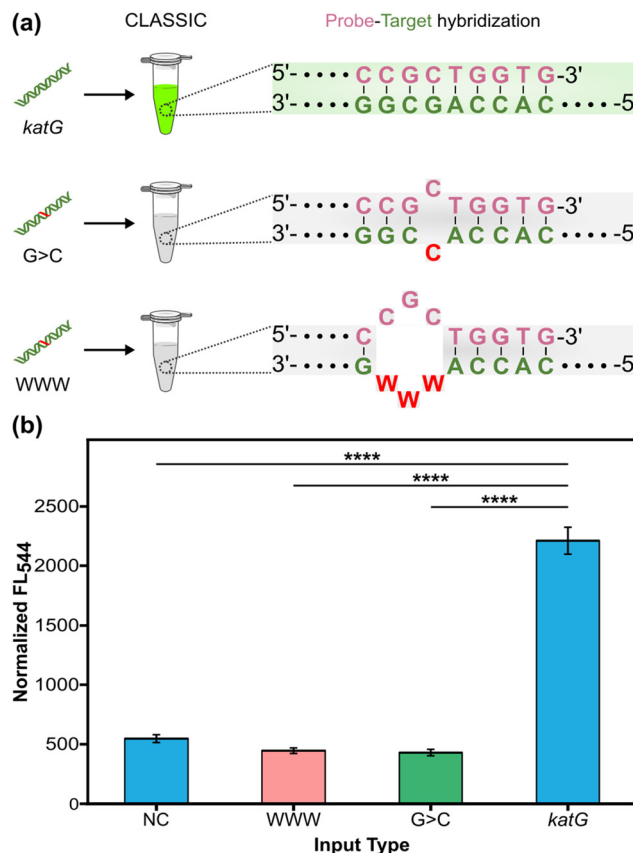 (a)
CLASSIC
Probe-Target hybridization
katG
5'-····CCGCTGGTG-3'
3'-····GGCGACCAC····-5
G>C
C
5'-····CCG TGGTG-3'
3'-····GGC ACCAC····-5
C
WWW
G
C C
5'-····C TGGTG-3'
3'-····G ACCAC····-5
W W
W
(b)
Normalized FL544
2500
2000
1500
1000
500
0
****
****
****
NC
WWW
G>C
katG
Input Type